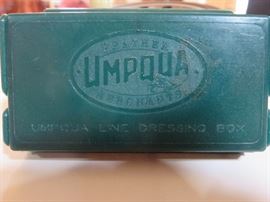 FEATHER
UMPQUA
MERCHANTS
UMPQUA LINE DRESSING BOX